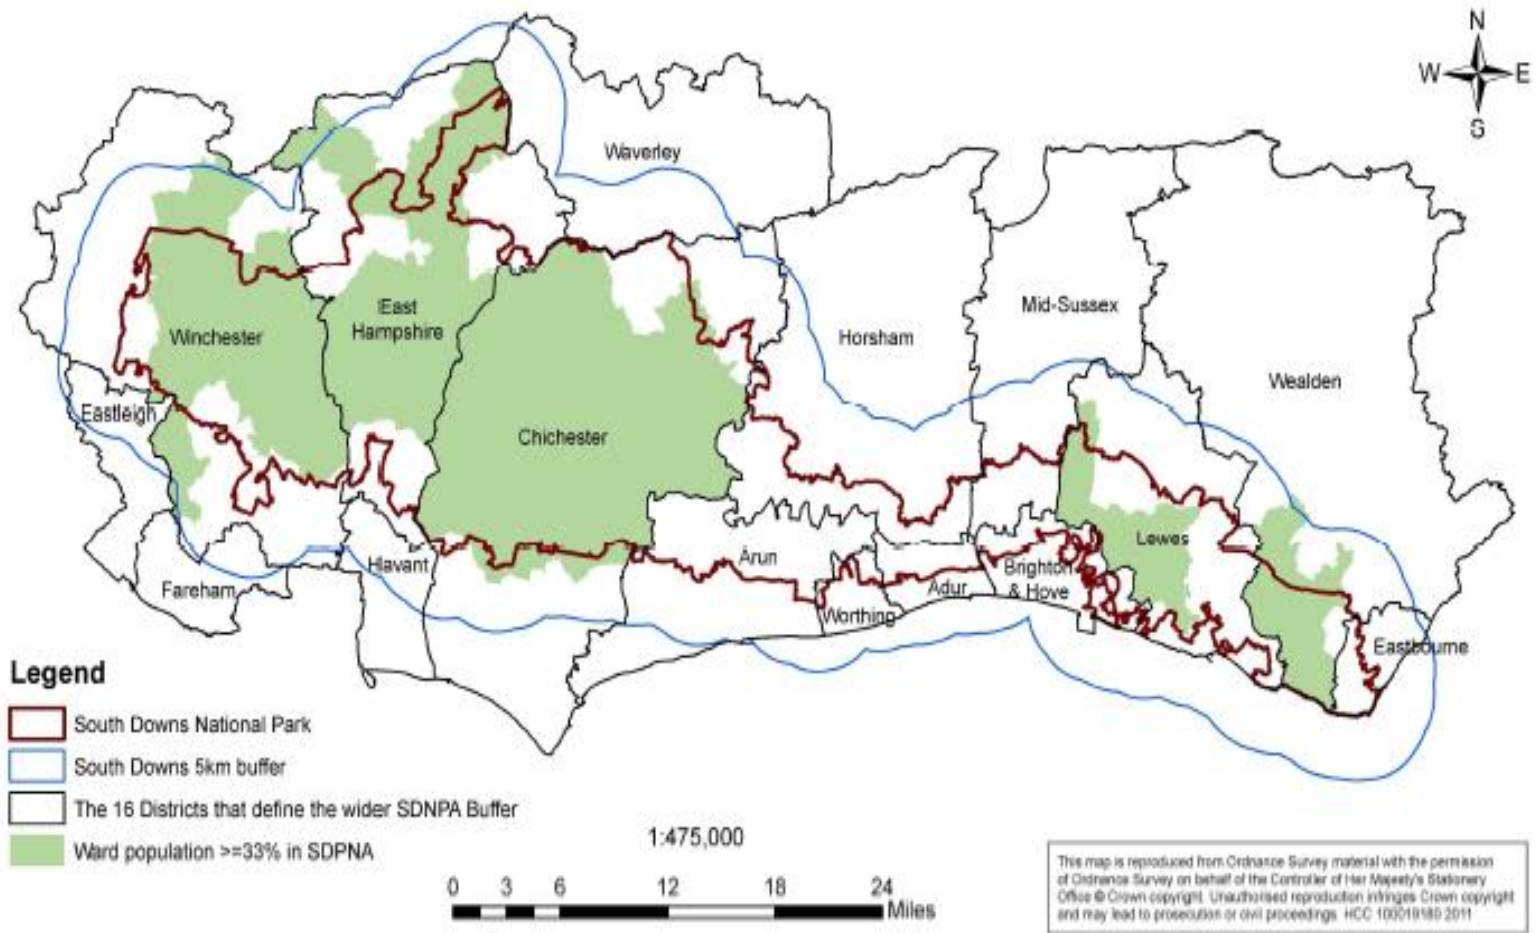 N
W E
S
Waverley
East
Hampshire
Winchester
Horsham
Mid-Sussex
Wealden
Eastleigh
Chichester
Lewes
Havant
Arun
Fareham
Adur
Brighton
& Hove
Worthing
Eastbourne
Legend
South Downs National Park
South Downs 5km buffer
The 16 Districts that define the wider SDNPA Buffer
Ward population >=33% in SDPNA
1:475,000
0 3 6 12 18 24
Miles
This map is reproduced from Ordnance Survey material with the permission
of Ordnance Survey on behalf of the Controller of Her Majesty's Stationery
Office © Crown copyright. Unauthorised reproduction infringes Crown copyright
and may lead to prosecution or civil proceedings. HCC 100019180 2011